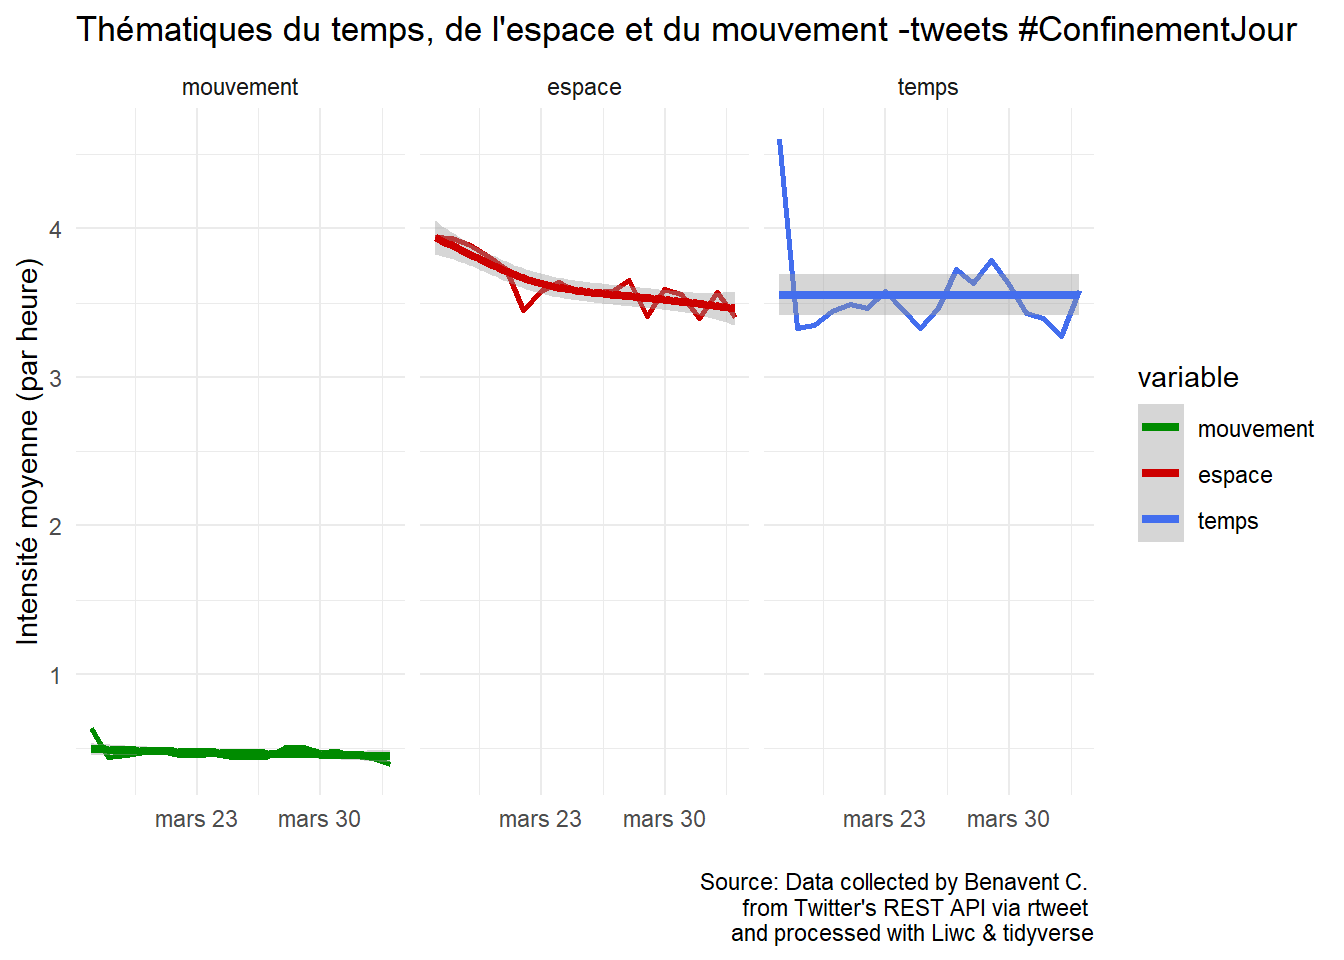 Thématiques du temps, de l'espace et du mouvement -tweets #ConfinementJour
mouvement
espace
temps
Intensité moyenne (par heure)
4
3
2
1
mars 23
mars 30
mars 23
mars 30
mars 23
mars 30
variable
mouvement
espace
temps
Source: Data collected by Benavent C.
from Twitter's REST API via rtweet
and processed with Liwc & tidyverse